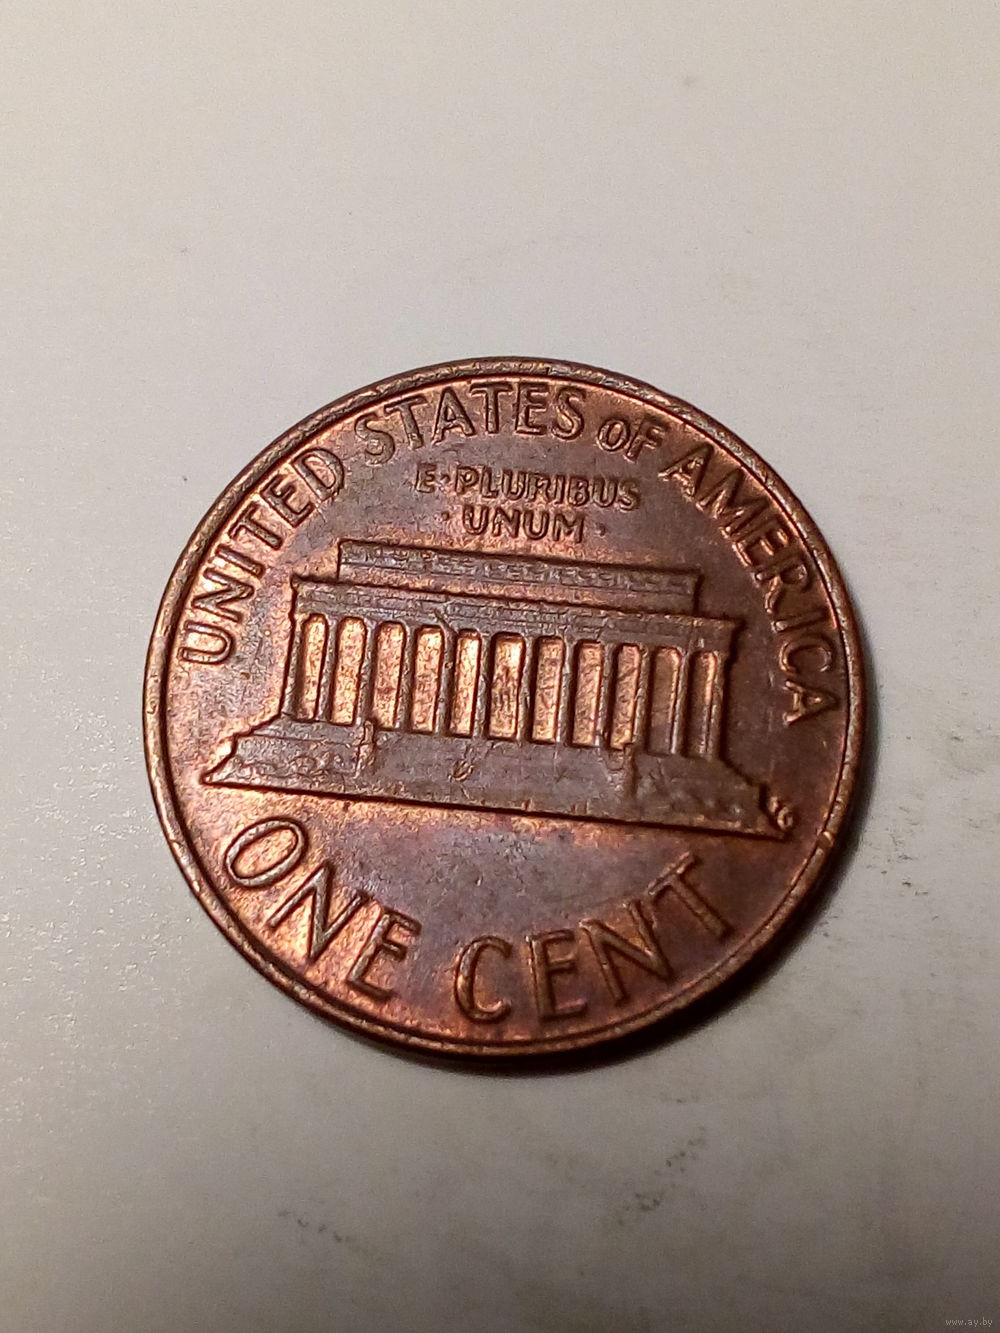 UNITED STATES OF AMERICA
E·PLURIBUS
·UNUM·
ONE CENT
www.ay.by